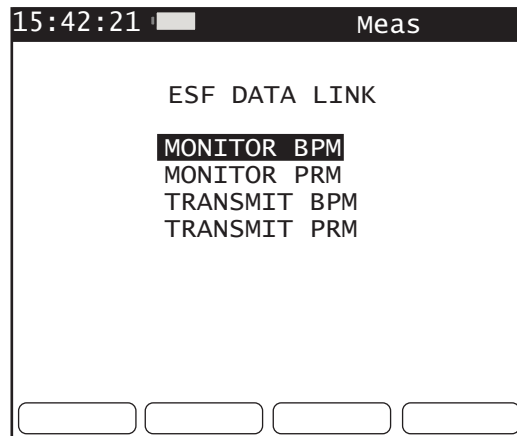 15:42:21 Meas
ESF DATA LINK
MONITOR BPM
MONITOR PRM
TRANSMIT BPM
TRANSMIT PRM